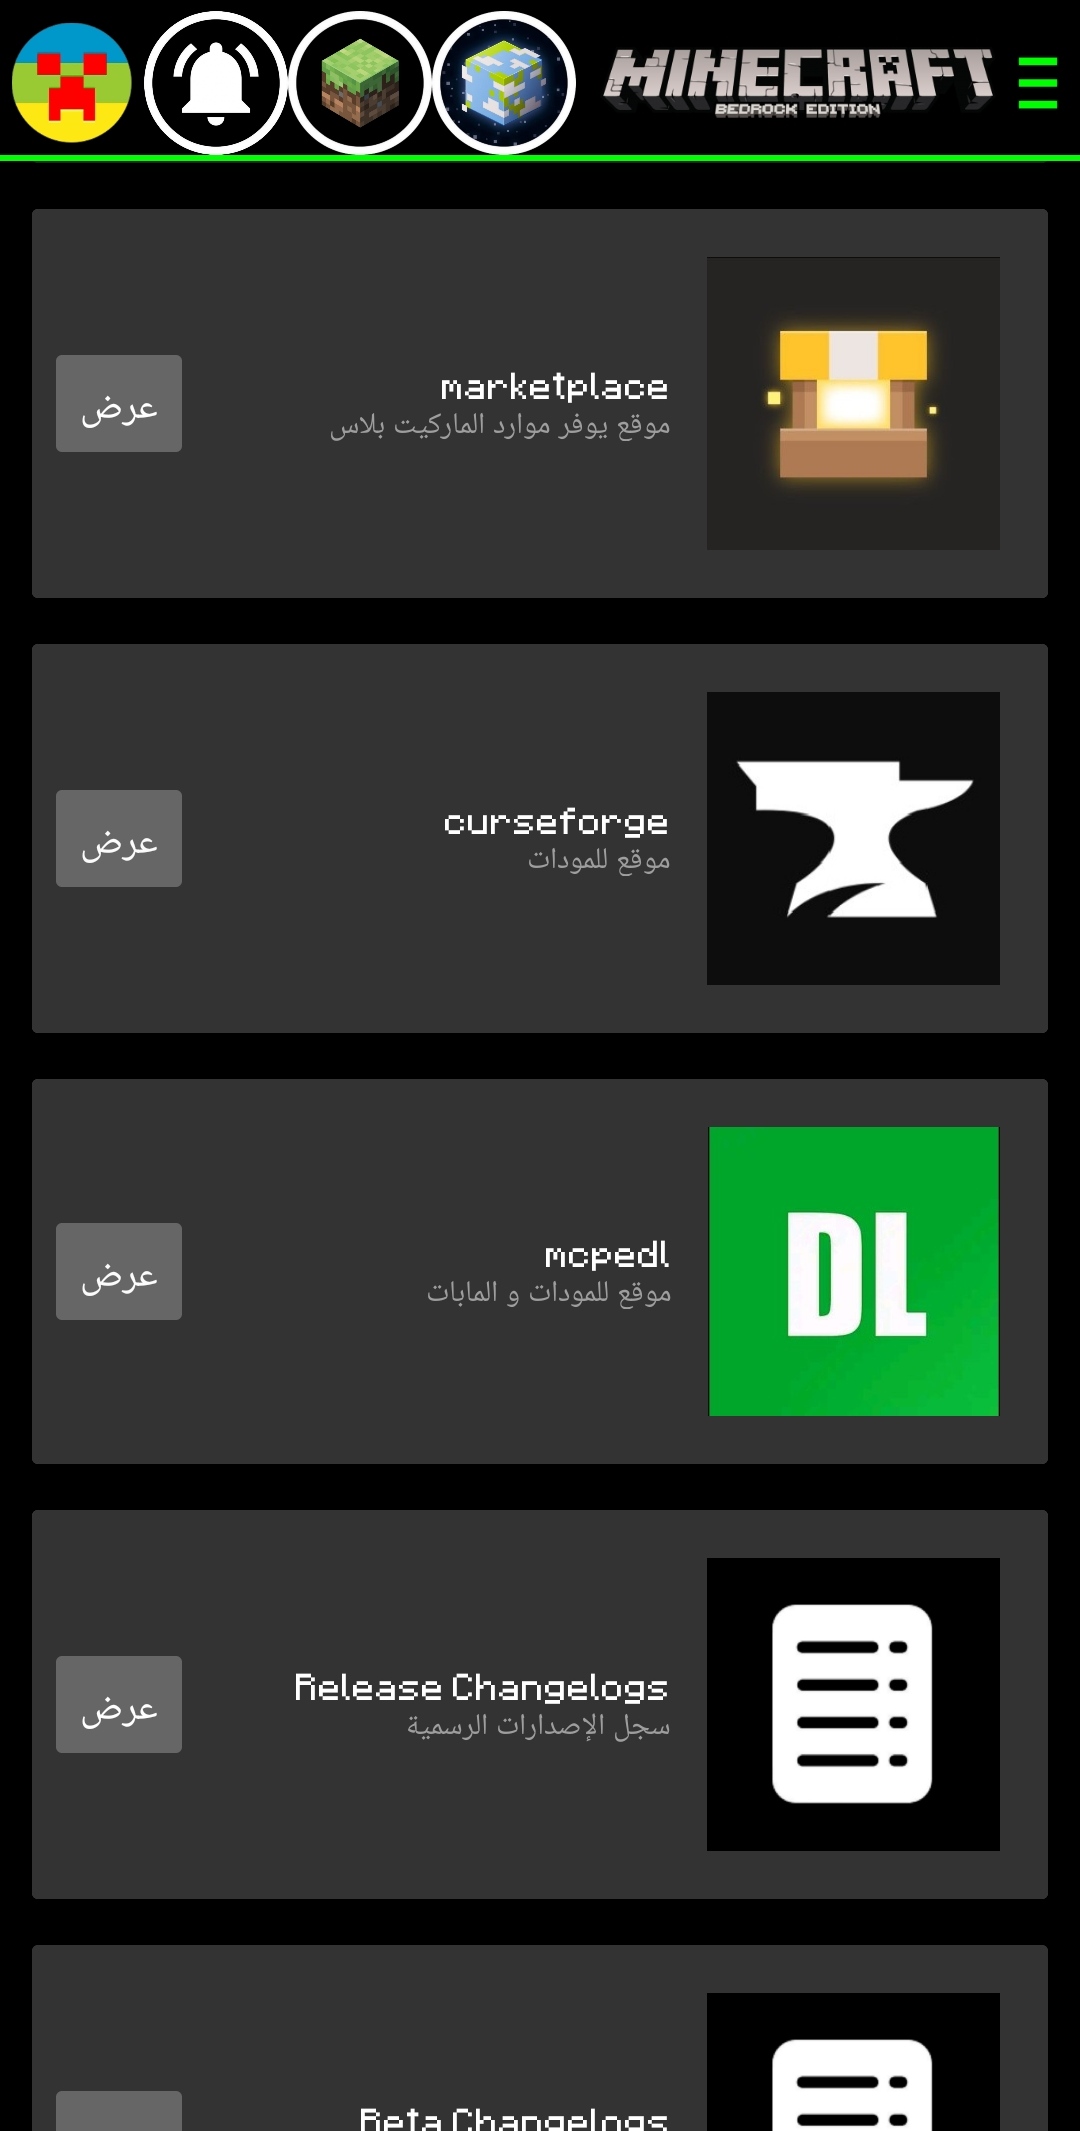 MINECRAFT
BEDROCK EDITION
marketplace
موقع يوفر موارد الماركيت بلاس
عرض
curseforge
موقع للمودات
عرض
DL
mcpedl
موقع للمودات و المابات
عرض
Release Changelogs
سجل الإصدارات الرسمية
عرض
Beta Changelogs